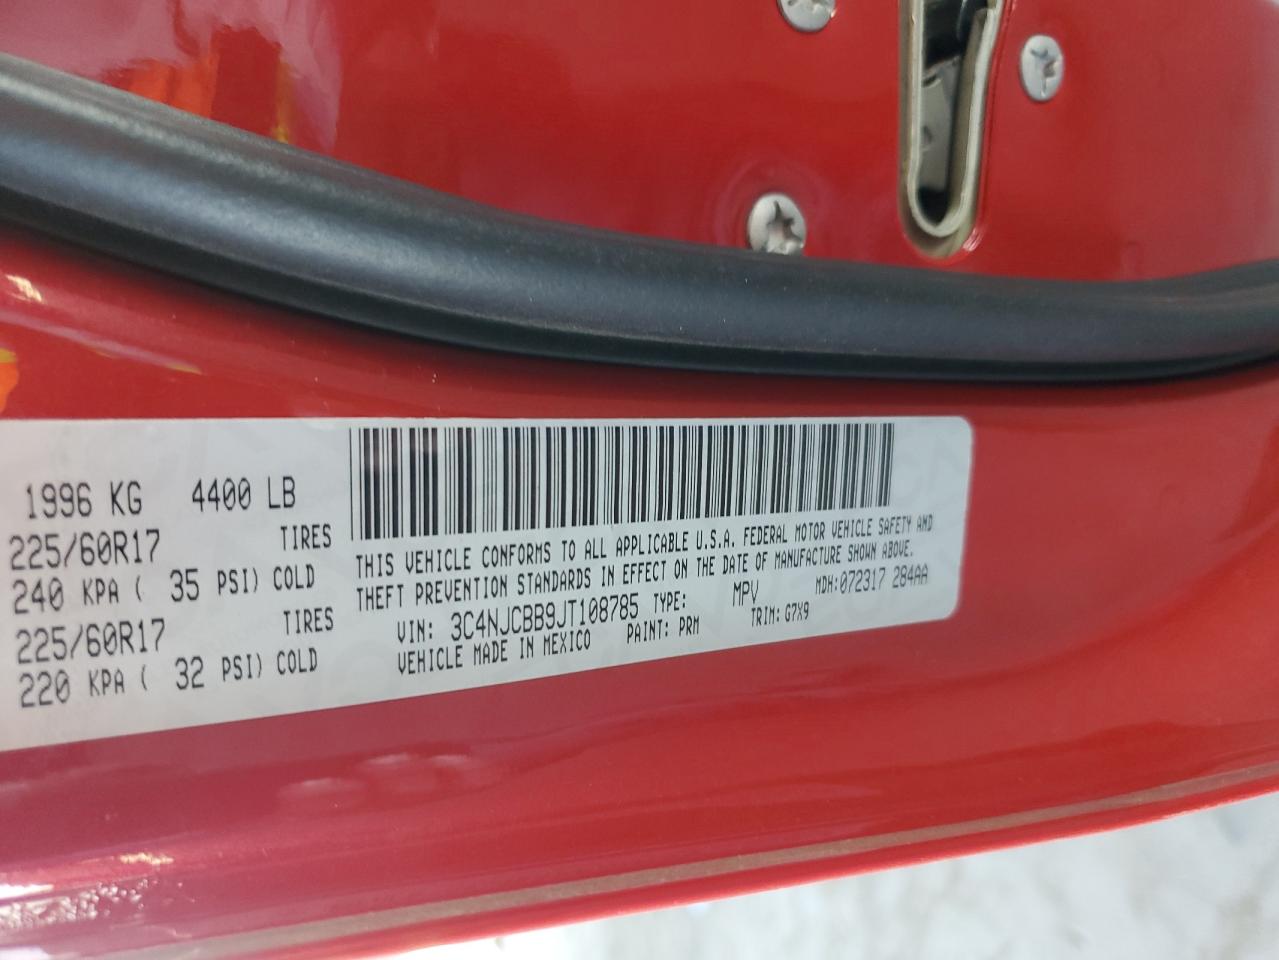 1996 KG 4400 LB
225/60R17 TIRES
240 KPA ( 35 PSI) COLD
225/60R17 TIRES
220 KPA ( 32 PSI) COLD
THIS VEHICLE CONFORMS TO ALL APPLICABLE U.S.A. FEDERAL MOTOR VEHICLE SAFETY AND
THEFT PREVENTION STANDARDS IN EFFECT ON THE DATE OF MANUFACTURE SHOWN ABOVE.
VIN: 3C4NJCBB9JT108785 TYPE: MPV MDH:072317 284AA
VEHICLE MADE IN MEXICO PAINT: PRM TRIM: G7X9